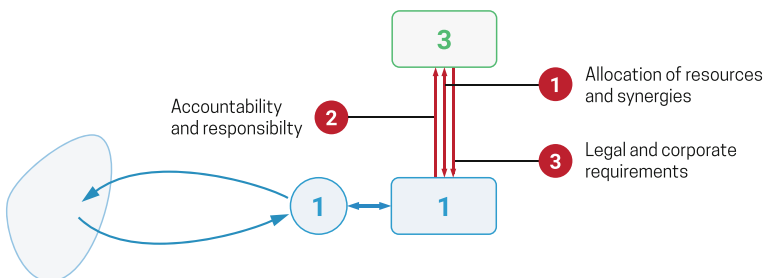 3
1
Allocation of resources
and synergies
Accountability
and responsibilty
2
3
Legal and corporate
requirements
1
1